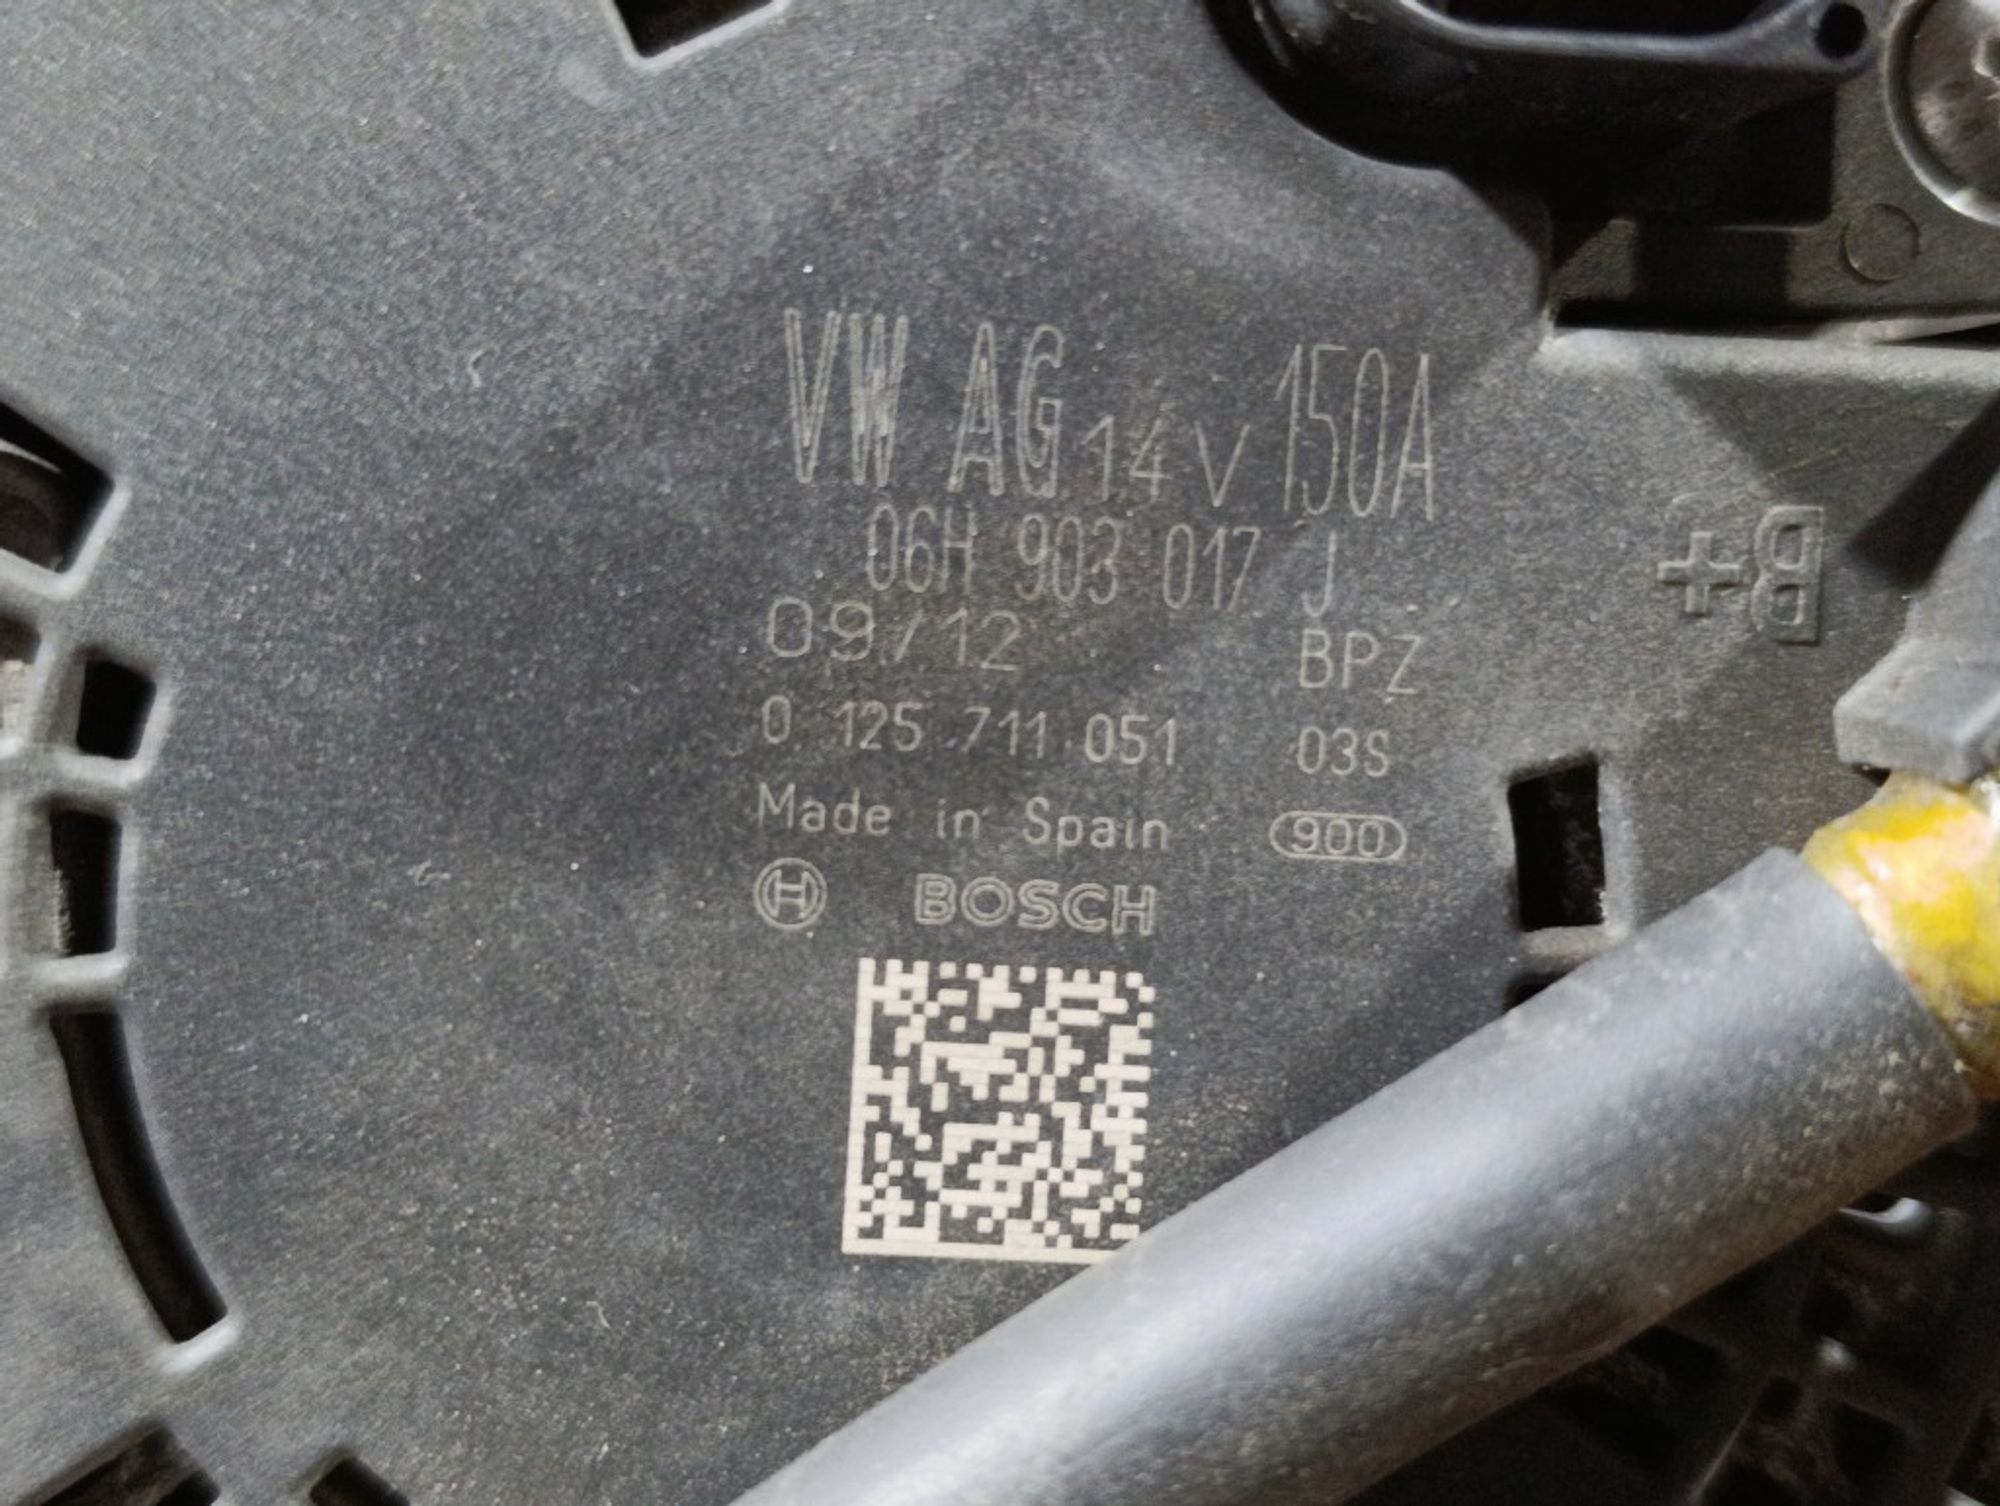 VW AG 14 V 150A
06H 903 017 J
09/12 BPZ
0 125 711 051 03S
Made in Spain 900
BOSCH
B+